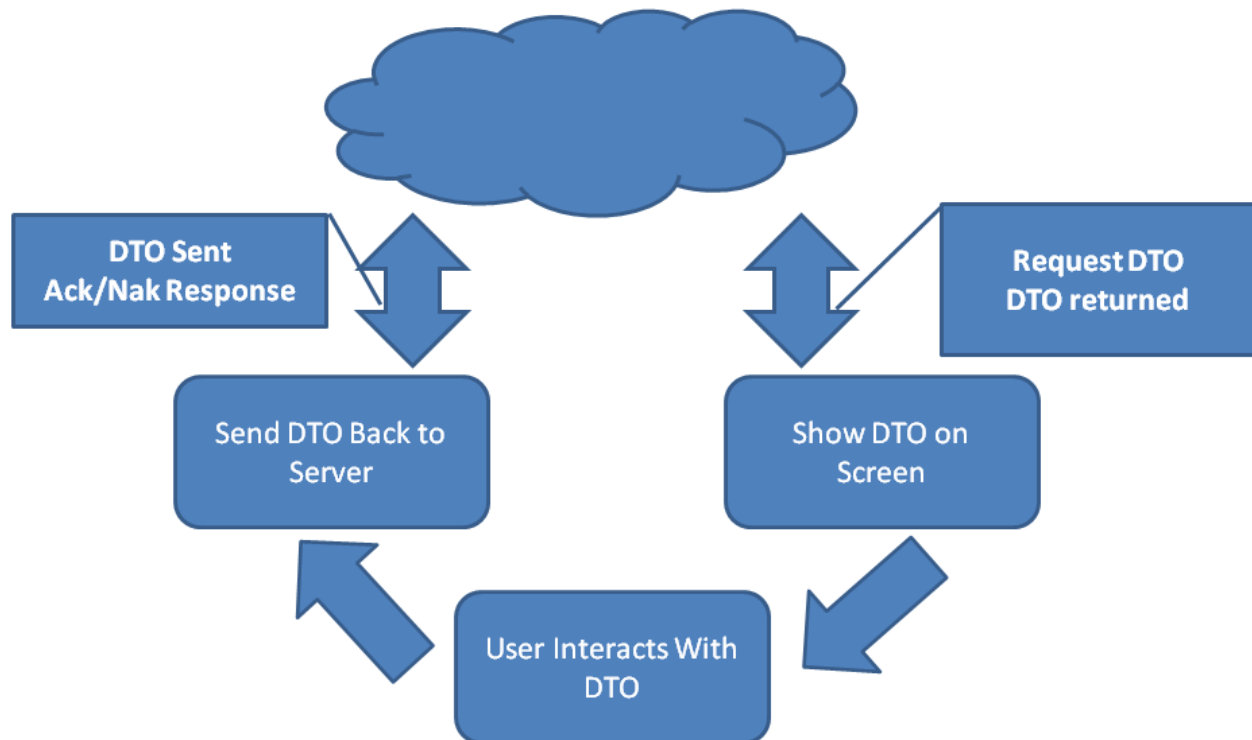 DTO Sent
Ack/Nak Response
Request DTO
DTO returned
Send DTO Back to
Server
Show DTO on
Screen
User Interacts With
DTO